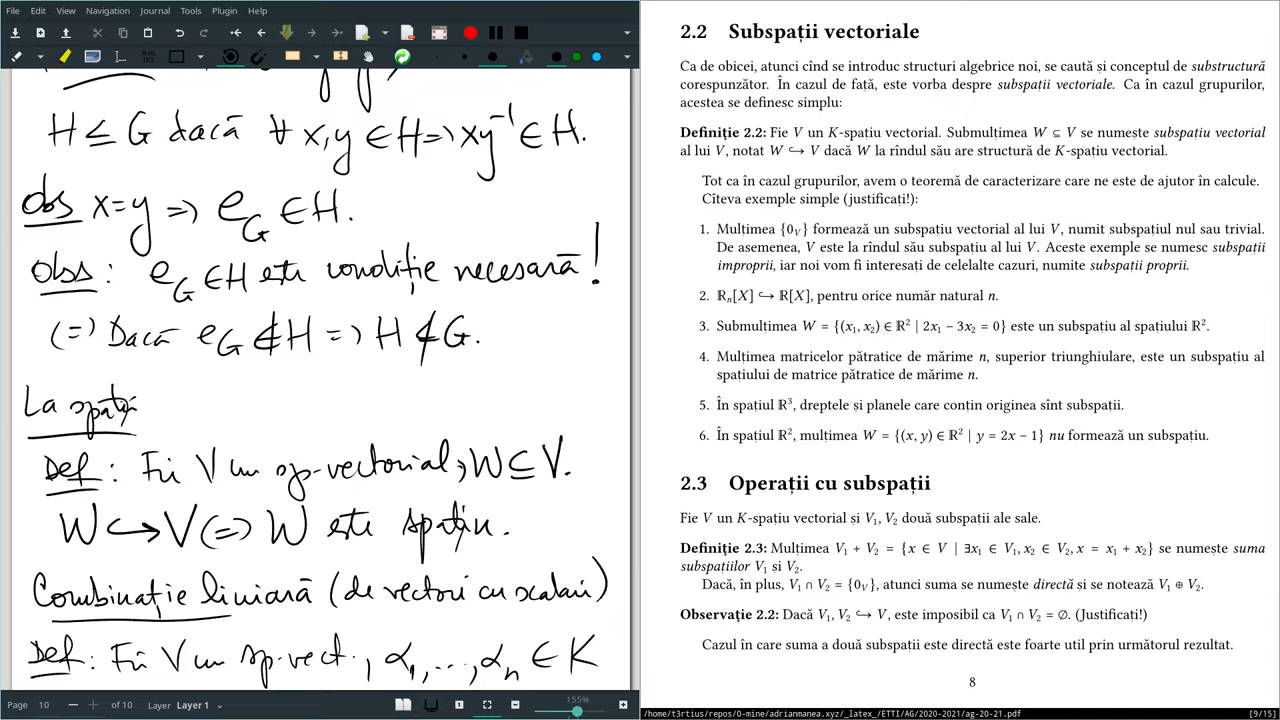 File Edit View Navigation Journal Tools Plugin Help
H ≤ G dacă ∀ x,y ∈ H ⇒ xy⁻¹ ∈ H.
Obs x=y ⇒ e_G ∈ H.
Obs: e_G ∈ H este condiție necesară!
(⇔) Dacă e_G ∉ H ⇒ H ≰ G.
La spații
Def: Fie V un sp. vectorial, W ⊆ V.
W ↪ V (⇔) W este spațiu.
Combinație liniară (de vectori cu scalari)
Def: Fie V un sp. vect., α₁,...,αₙ ∈ K
Page 10 of 10 Layer Layer 1 155%
2.2 Subspații vectoriale
Ca de obicei, atunci cînd se introduc structuri algebrice noi, se caută și conceptul de substructură
corespunzător. În cazul de față, este vorba despre subspații vectoriale. Ca în cazul grupurilor,
acestea se definesc simplu:
Definiție 2.2: Fie V un K-spațiu vectorial. Submultimea W ⊆ V se numește subspatiu vectorial
al lui V, notat W ↪ V dacă W la rîndul său are structură de K-spațiu vectorial.
Tot ca în cazul grupurilor, avem o teoremă de caracterizare care ne este de ajutor în calcule.
Cîteva exemple simple (justificați!):
1. Mulțimea {0_V} formează un subspațiu vectorial al lui V, numit subspațiul nul sau trivial.
De asemenea, V este la rîndul său subspațiu al lui V. Aceste exemple se numesc subspații
improprii, iar noi vom fi interesați de celelalte cazuri, numite subspații proprii.
2. ℝₙ[X] ↪ ℝ[X], pentru orice număr natural n.
3. Submulțimea W = {(x₁, x₂) ∈ ℝ² | 2x₁ − 3x₂ = 0} este un subspațiu al spațiului ℝ².
4. Mulțimea matricelor pătratice de mărime n, superior triunghiulare, este un subspațiu al
spațiului de matrice pătratice de mărime n.
5. În spațiul ℝ³, dreptele și planele care conțin originea sînt subspații.
6. În spațiul ℝ², mulțimea W = {(x, y) ∈ ℝ² | y = 2x − 1} nu formează un subspațiu.
2.3 Operații cu subspații
Fie V un K-spațiu vectorial și V₁, V₂ două subspații ale sale.
Definiție 2.3: Mulțimea V₁ + V₂ = {x ∈ V | ∃x₁ ∈ V₁, x₂ ∈ V₂, x = x₁ + x₂} se numește suma
subspațiilor V₁ și V₂.
Dacă, în plus, V₁ ∩ V₂ = {0_V}, atunci suma se numește directă și se notează V₁ ⊕ V₂.
Observație 2.2: Dacă V₁, V₂ ↪ V, este imposibil ca V₁ ∩ V₂ = ∅. (Justificați!)
Cazul în care suma a două subspații este directă este foarte util prin următorul rezultat.
8
/home/t3rtius/repos/0-mine/adrianmanea.xyz/_latex_/ETTI/AG/2020-2021/ag-20-21.pdf [9/15]